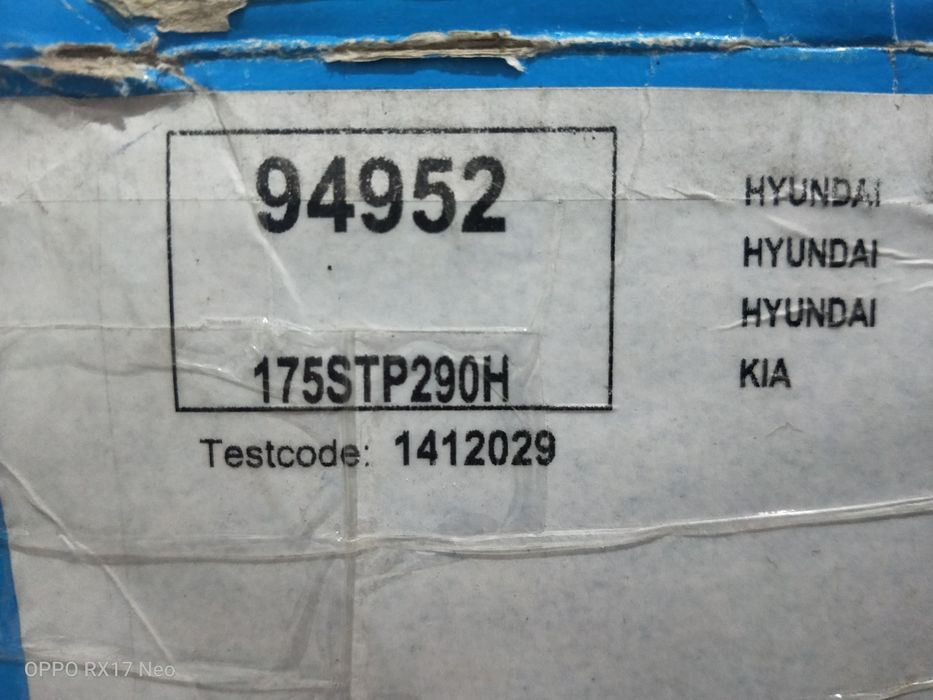 94952
175STP290H
Testcode: 1412029
HYUNDAI
HYUNDAI
HYUNDAI
KIA
OPPO RX17 Neo